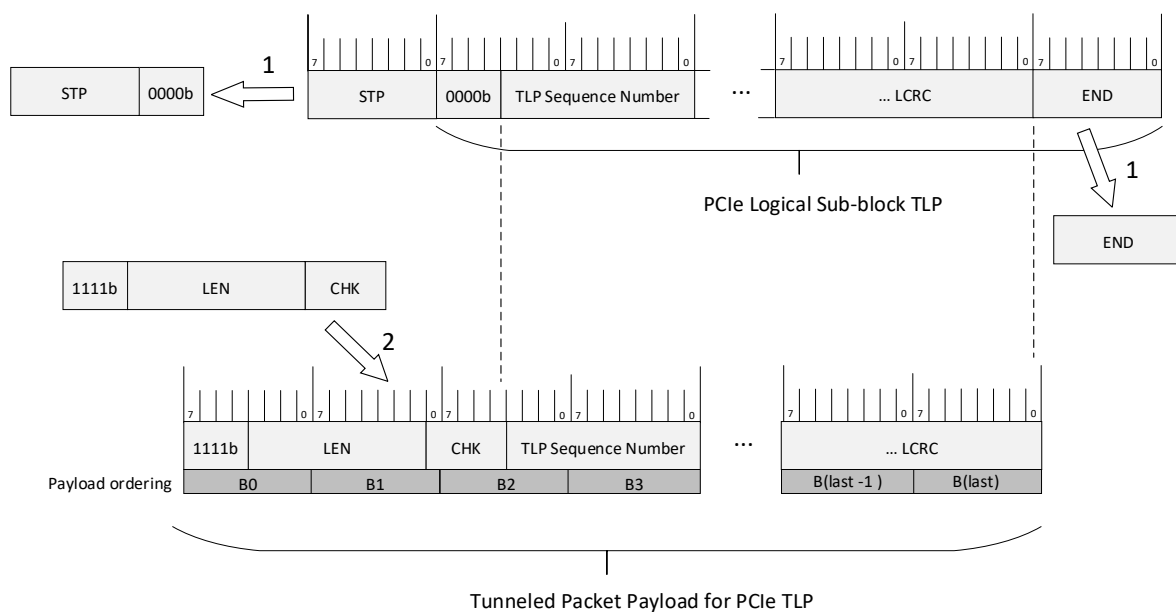 7 0 7 0 7 0 7 0 7 0 7 0
1
STP 0000b
STP 0000b TLP Sequence Number ... ... LCRC END
1
PCIe Logical Sub-block TLP
END
1111b LEN CHK
2
7 0 7 0 7 0 7 0 7 0 7 0
1111b LEN CHK TLP Sequence Number ... ... LCRC
Payload ordering B0 B1 B2 B3 B(last -1 ) B(last)
Tunneled Packet Payload for PCIe TLP